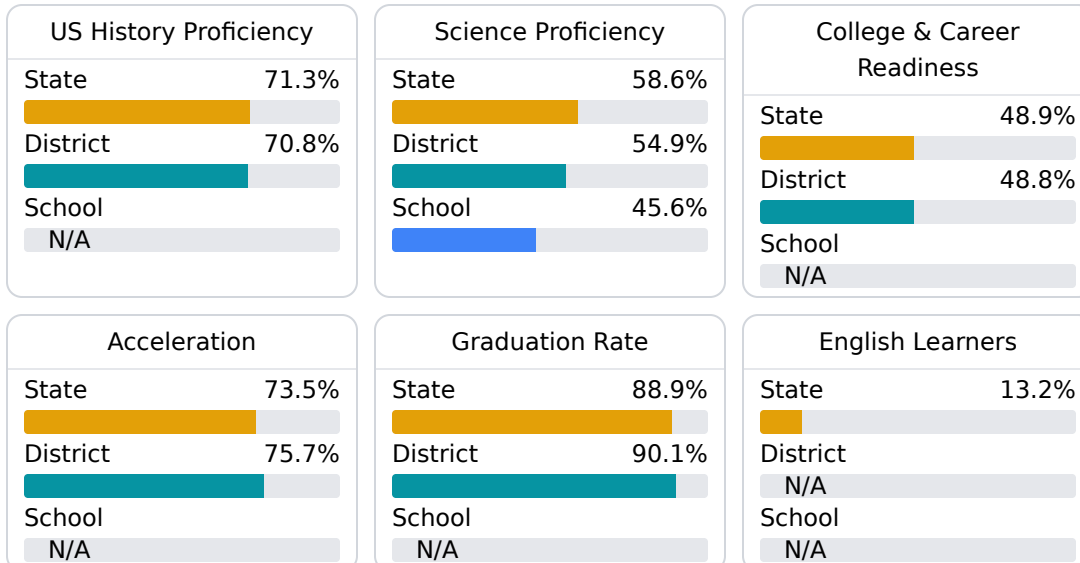 US History Proficiency
State 71.3%
District 70.8%
School
N/A
Science Proficiency
State 58.6%
District 54.9%
School 45.6%
College & Career
Readiness
State 48.9%
District 48.8%
School
N/A
Acceleration
State 73.5%
District 75.7%
School
N/A
Graduation Rate
State 88.9%
District 90.1%
School
N/A
English Learners
State 13.2%
District
N/A
School
N/A